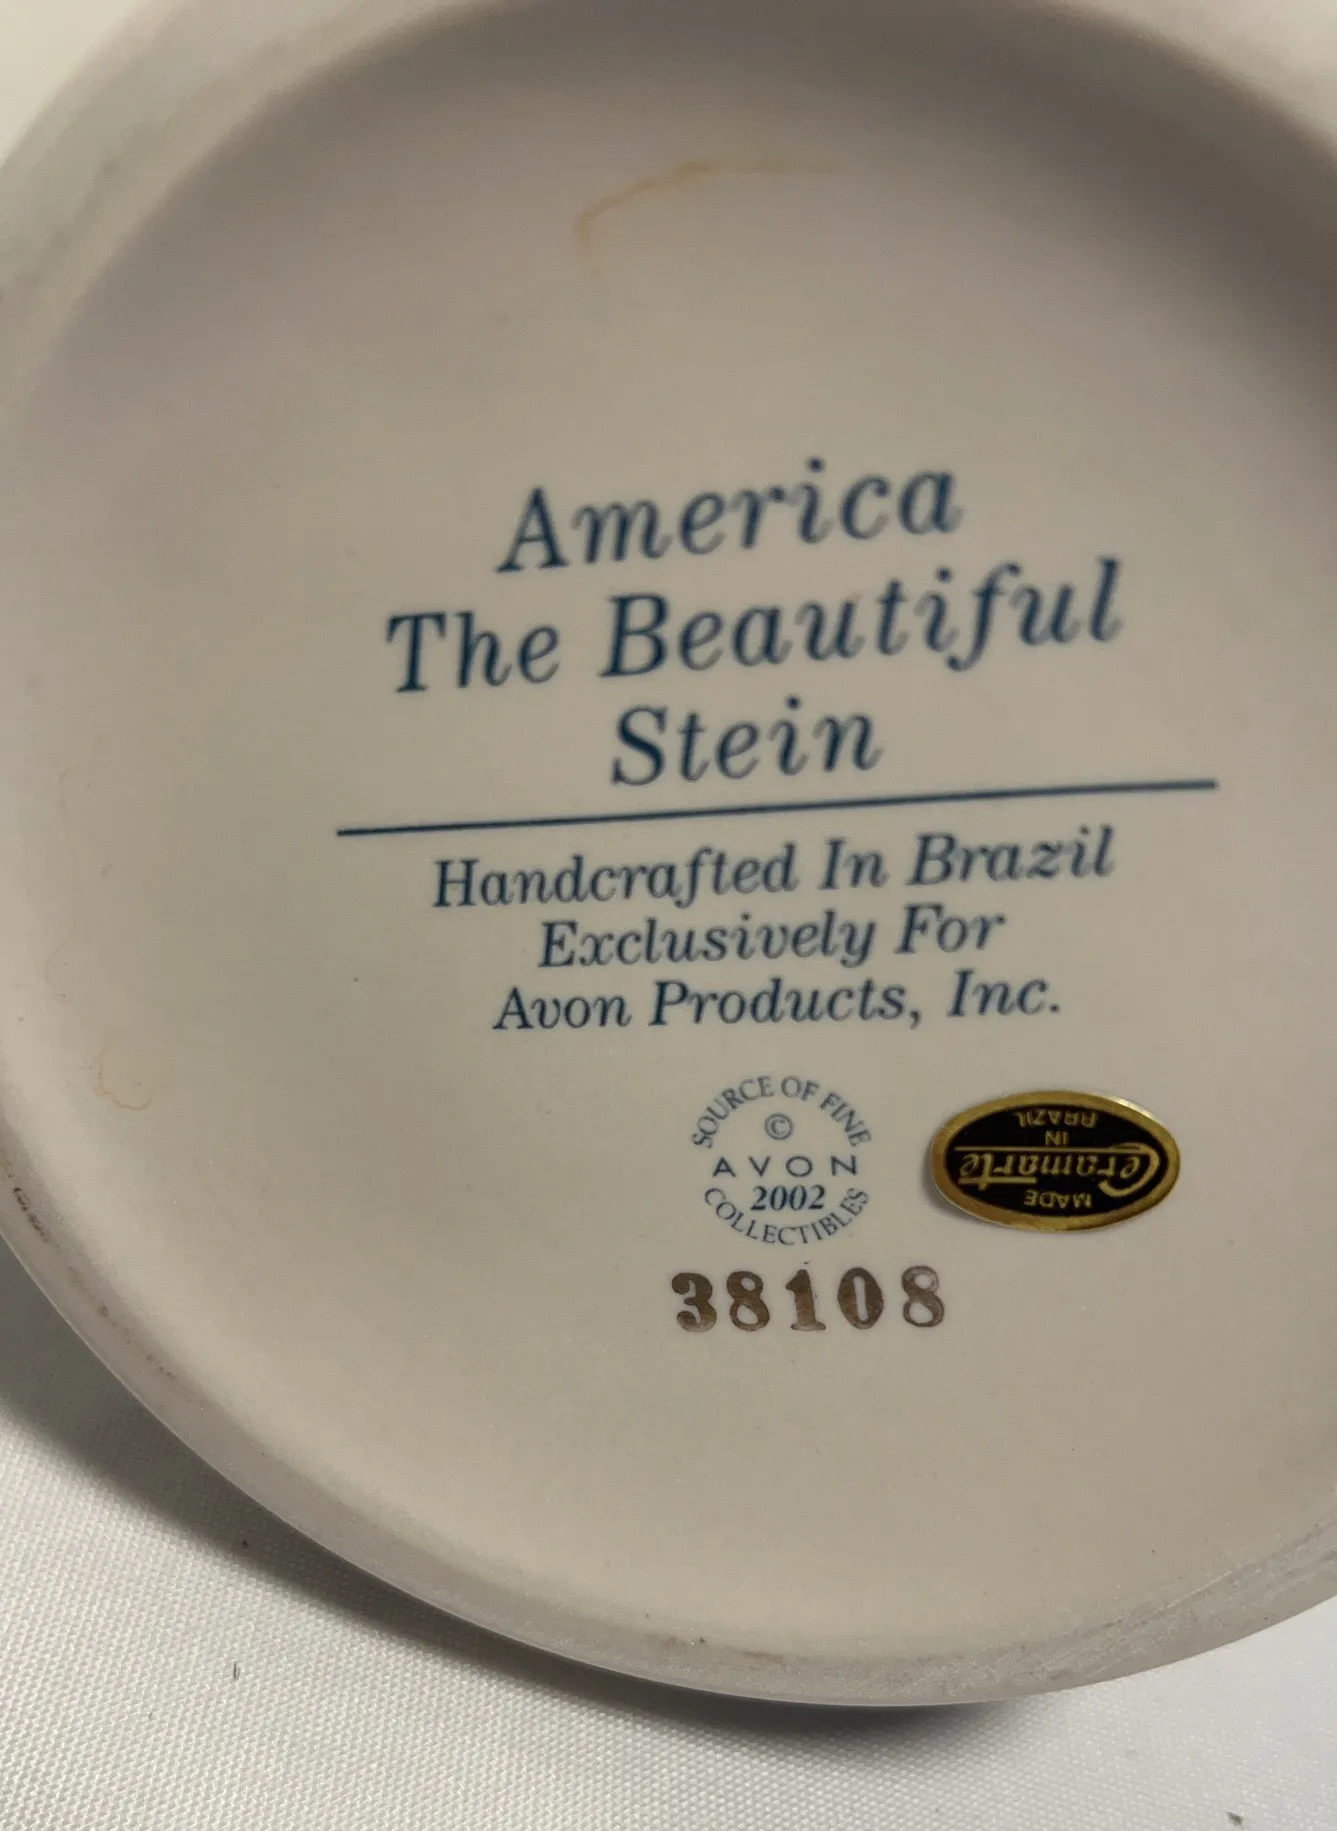 America
The Beautiful
Stein
Handcrafted In Brazil
Exclusively For
Avon Products, Inc.
SOURCE OF FINE
©
AVON
2002
COLLECTIBLES
MADE
Ceramarte
IN
BRAZIL
38108